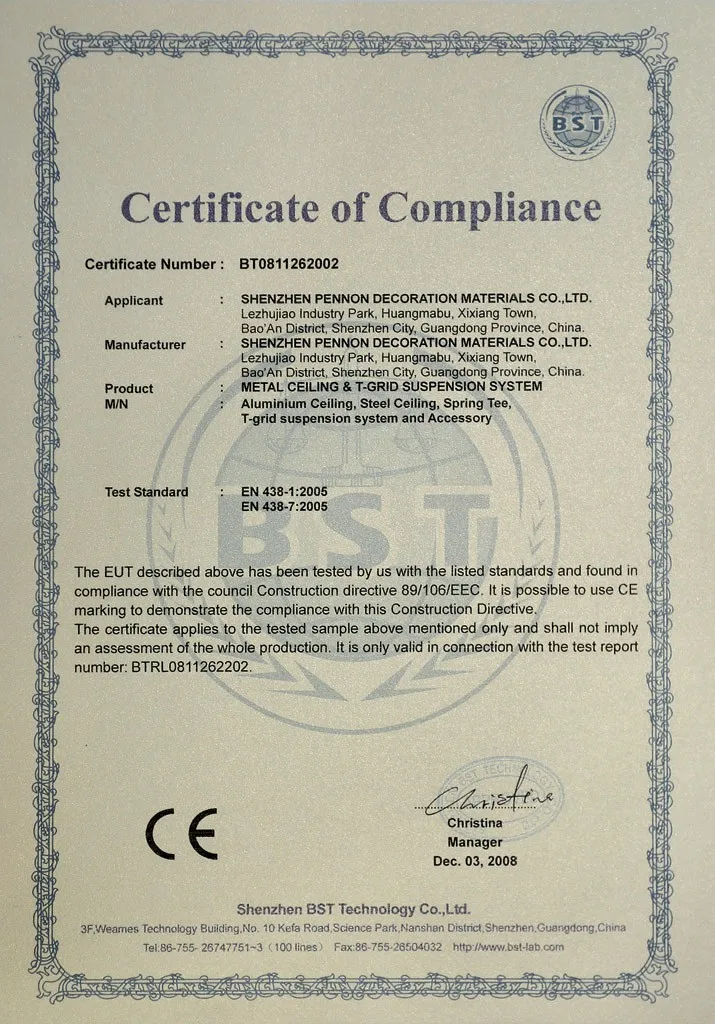 BST
Certificate of Compliance
Certificate Number : BT0811262002
Applicant : SHENZHEN PENNON DECORATION MATERIALS CO.,LTD.
Lezhujiao Industry Park, Huangmabu, Xixiang Town,
Bao'An District, Shenzhen City, Guangdong Province, China.
Manufacturer : SHENZHEN PENNON DECORATION MATERIALS CO.,LTD.
Lezhujiao Industry Park, Huangmabu, Xixiang Town,
Bao'An District, Shenzhen City, Guangdong Province, China.
Product : METAL CEILING & T-GRID SUSPENSION SYSTEM
M/N : Aluminium Ceiling, Steel Ceiling, Spring Tee,
T-grid suspension system and Accessory
Test Standard : EN 438-1:2005
EN 438-7:2005
BST
The EUT described above has been tested by us with the listed standards and found in
compliance with the council Construction directive 89/106/EEC. It is possible to use CE
marking to demonstrate the compliance with this Construction Directive.
The certificate applies to the tested sample above mentioned only and shall not imply
an assessment of the whole production. It is only valid in connection with the test report
number: BTRL0811262202.
BST TECHNOLOGY
Christine
CE
Christina
Manager
Dec. 03, 2008
Shenzhen BST Technology Co.,Ltd.
3F,Weames Technology Building,No. 10 Kefa Road,Science Park,Nanshan District,Shenzhen,Guangdong,China
Tel:86-755- 26747751~3 (100 lines) Fax:86-755-26504032 http://www.bst-lab.com